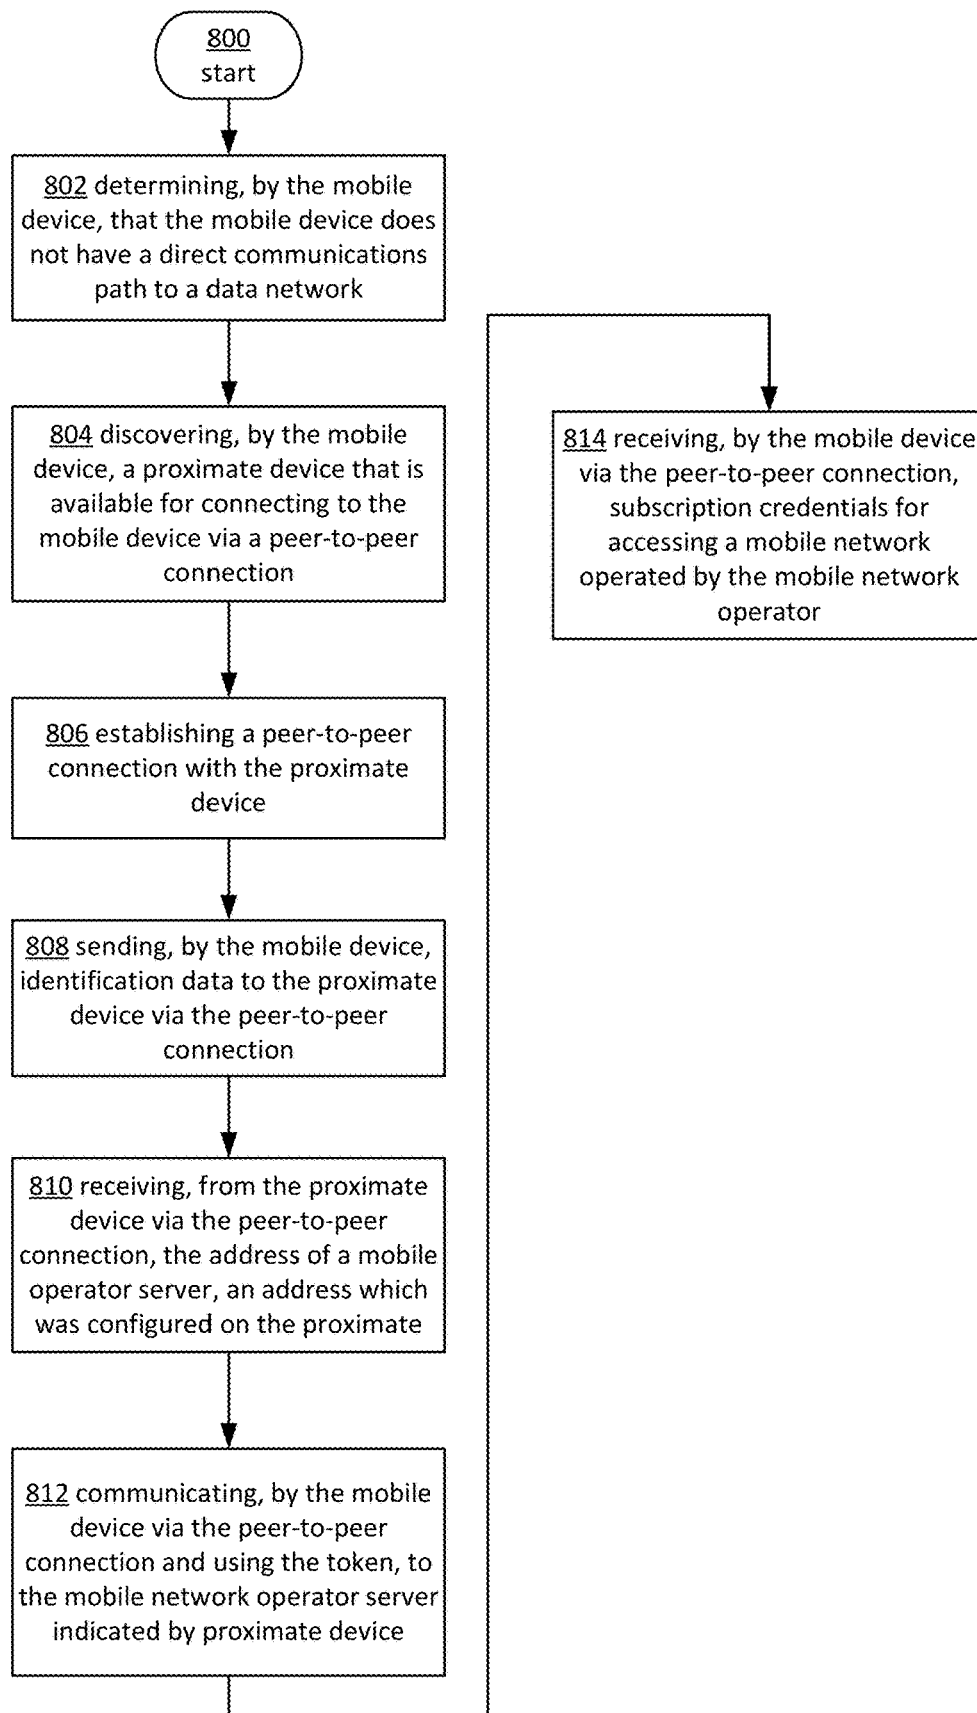 800
start
802 determining, by the mobile
device, that the mobile device does
not have a direct communications
path to a data network
804 discovering, by the mobile
device, a proximate device that is
available for connecting to the
mobile device via a peer-to-peer
connection
806 establishing a peer-to-peer
connection with the proximate
device
808 sending, by the mobile device,
identification data to the proximate
device via the peer-to-peer
connection
810 receiving, from the proximate
device via the peer-to-peer
connection, the address of a mobile
operator server, an address which
was configured on the proximate
812 communicating, by the mobile
device via the peer-to-peer
connection and using the token, to
the mobile network operator server
indicated by proximate device
814 receiving, by the mobile device
via the peer-to-peer connection,
subscription credentials for
accessing a mobile network
operated by the mobile network
operator